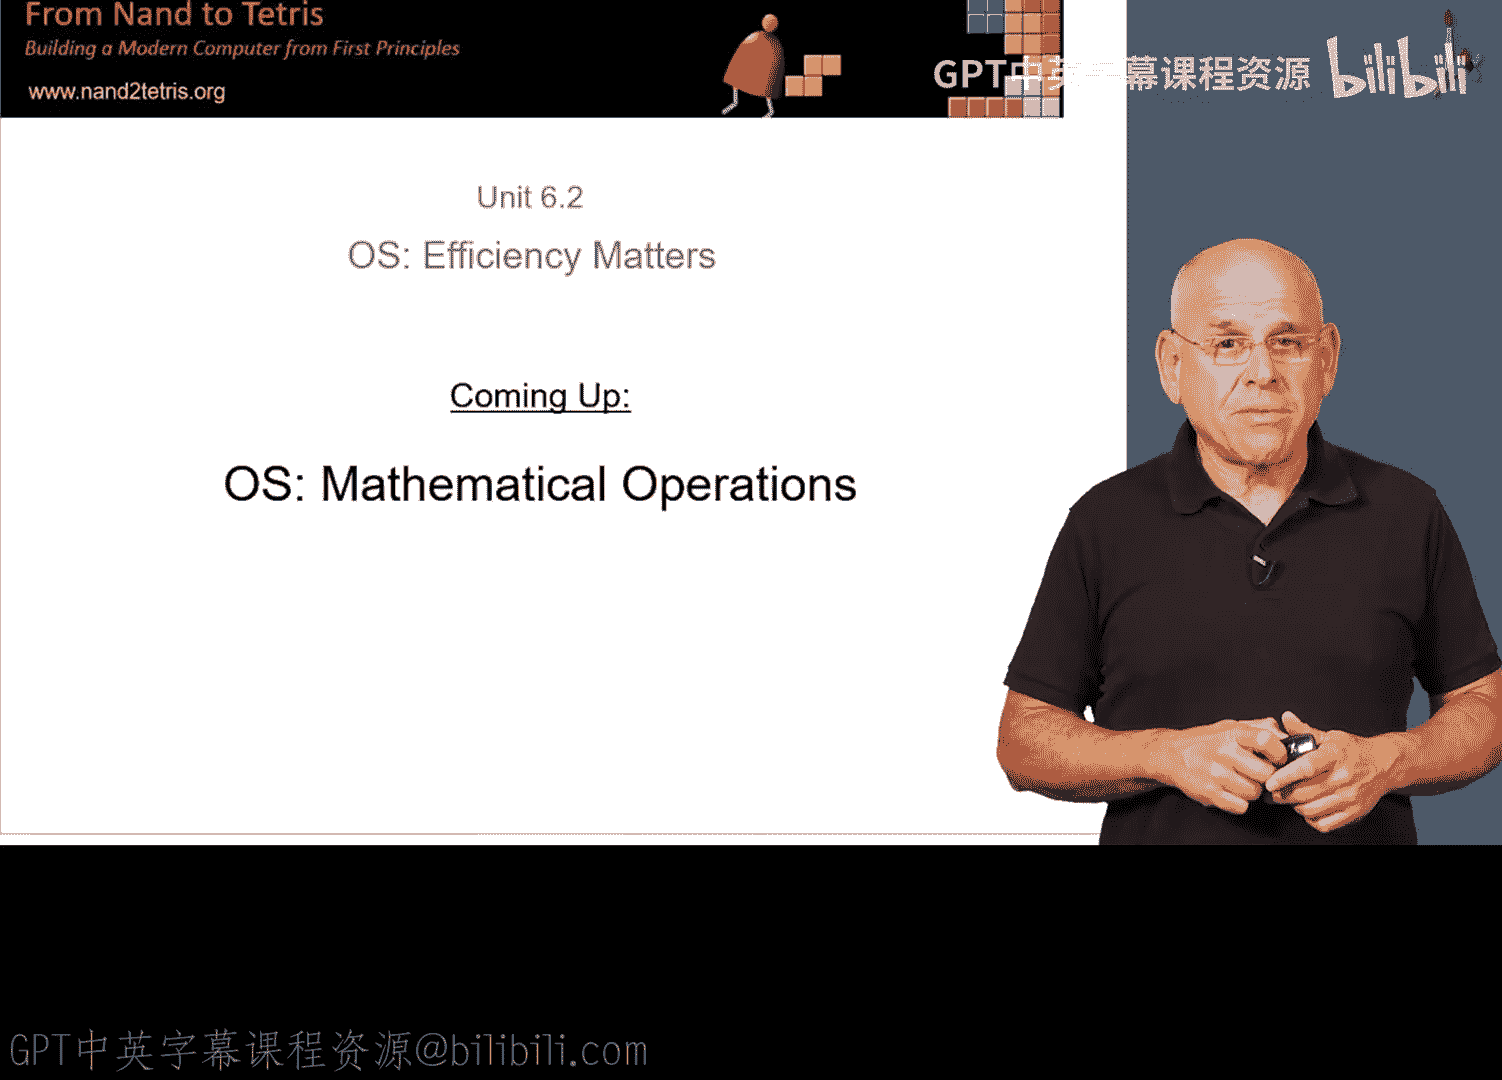 From Nand to Tetris
Building a Modern Computer from First Principles
www.nand2tetris.org
GPT中英字幕课程资源 bilibili
Unit 6.2
OS: Efficiency Matters
Coming Up:
OS: Mathematical Operations
GPT中英字幕课程资源@bilibili.com